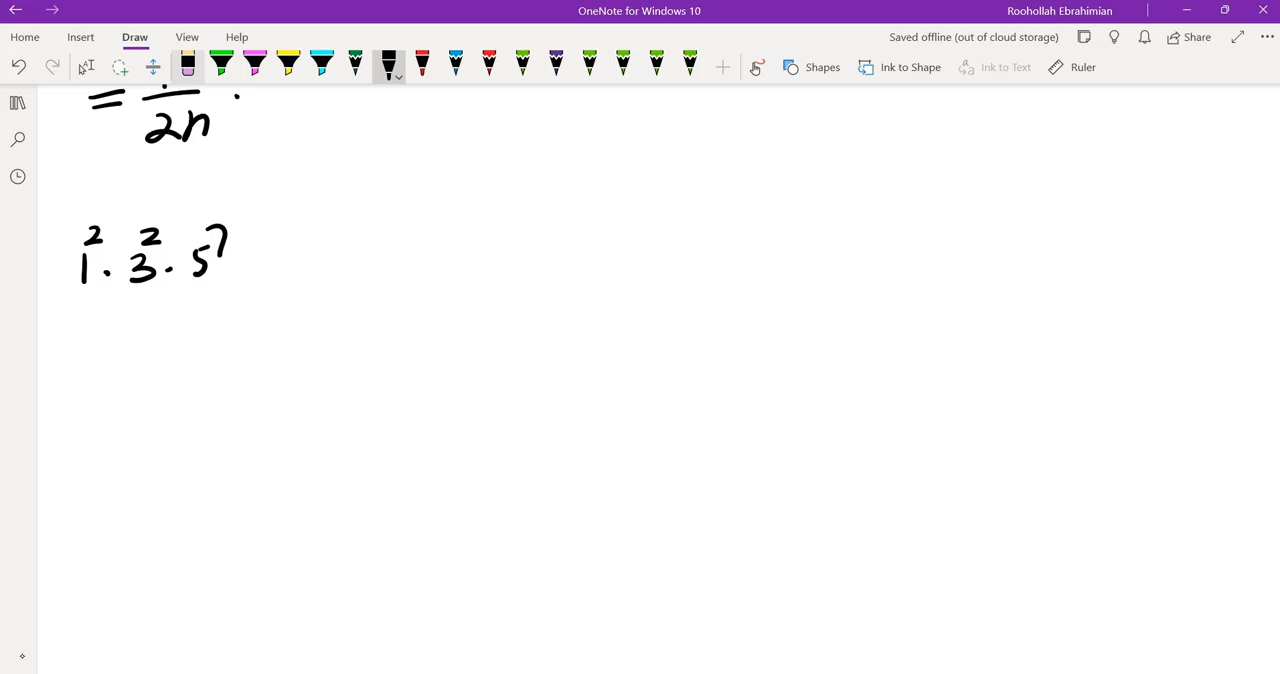 OneNote for Windows 10
Roohollah Ebrahimian
Home Insert Draw View Help
Saved offline (out of cloud storage)
Share
Shapes
Ink to Shape
Ink to Text
Ruler
= — .
2n
1² · 3² · 5⁷